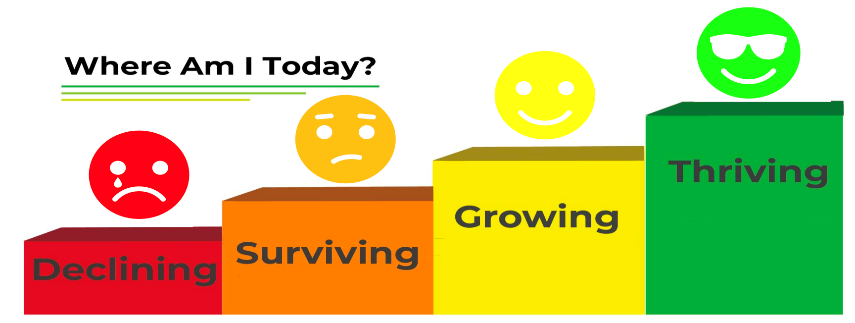 Where Am I Today?
Declining
Surviving
Growing
Thriving